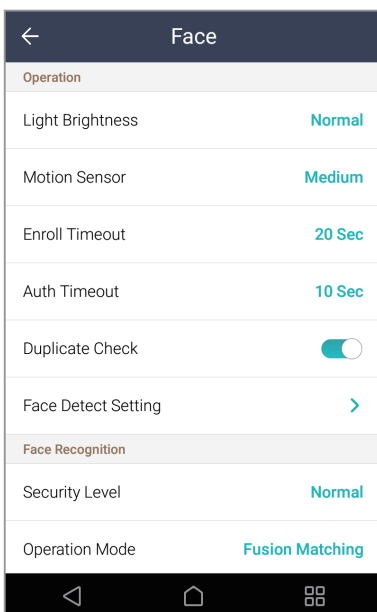 Face
Operation
Light Brightness Normal
Motion Sensor Medium
Enroll Timeout 20 Sec
Auth Timeout 10 Sec
Duplicate Check
Face Detect Setting
Face Recognition
Security Level Normal
Operation Mode Fusion Matching